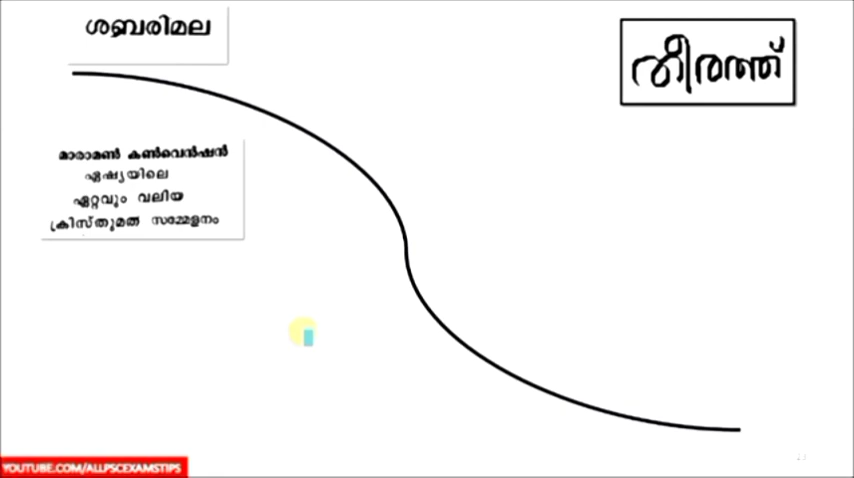 ശബരിമല
തീരത്ത്
മാരാമൺ കൺവെൻഷൻ
ഏഷ്യയിലെ
ഏറ്റവും വലിയ
ക്രിസ്തുമത സമ്മേളനം
YOUTUBE.COM/ALLPSCEXAMSTIPS